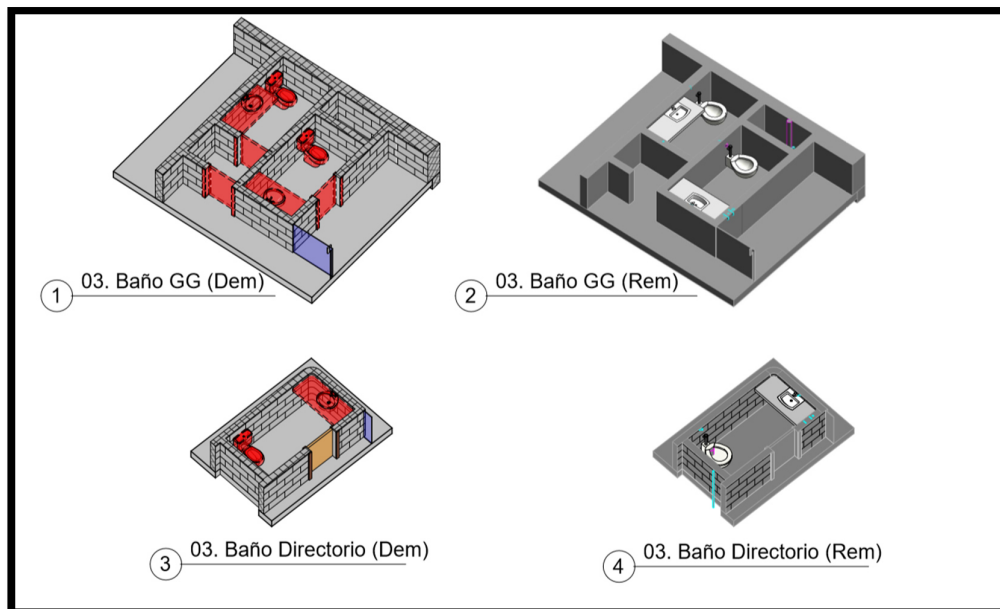 1 03. Baño GG (Dem)
2 03. Baño GG (Rem)
3 03. Baño Directorio (Dem)
4 03. Baño Directorio (Rem)